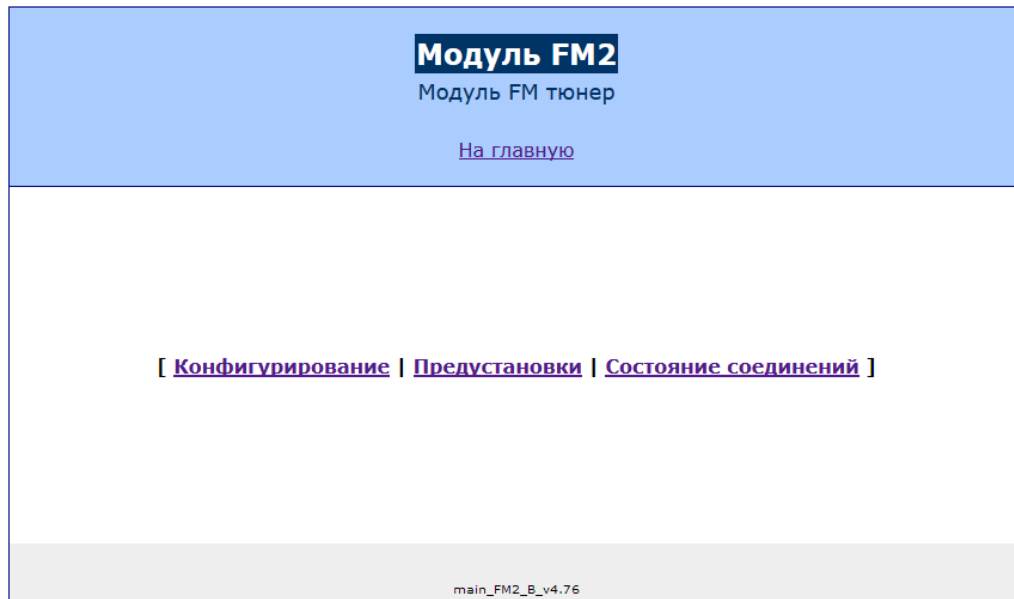 Модуль FM2
Модуль FM тюнер
На главную
[ Конфигурирование | Предустановки | Состояние соединений ]
main_FM2_B_v4.76